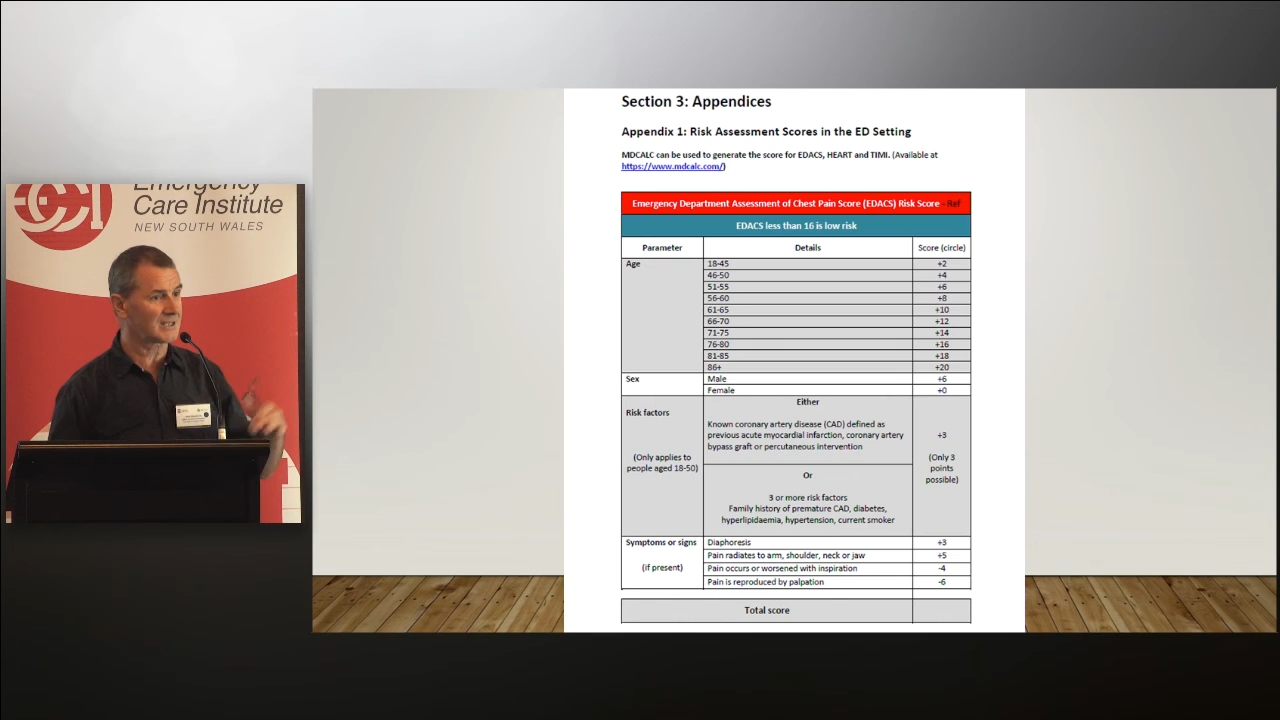 Emergency
Care Institute
NEW SOUTH WALES
Section 3: Appendices
Appendix 1: Risk Assessment Scores in the ED Setting
MDCALC can be used to generate the score for EDACS, HEART and TIMI. (Available at
https://www.mdcalc.com/)
Emergency Department Assessment of Chest Pain Score (EDACS) Risk Score - Ref
EDACS less than 16 is low risk
Parameter Details Score (circle)
Age 18-45 +2
46-50 +4
51-55 +6
56-60 +8
61-65 +10
66-70 +12
71-75 +14
76-80 +16
81-85 +18
86+ +20
Sex Male +6
Female +0
Risk factors
(Only applies to
people aged 18-50)
Either
Known coronary artery disease (CAD) defined as
previous acute myocardial infarction, coronary artery
bypass graft or percutaneous intervention
Or
3 or more risk factors
Family history of premature CAD, diabetes,
hyperlipidaemia, hypertension, current smoker
+3
(Only 3
points
possible)
Symptoms or signs
(if present)
Diaphoresis +3
Pain radiates to arm, shoulder, neck or jaw +5
Pain occurs or worsened with inspiration -4
Pain is reproduced by palpation -6
Total score